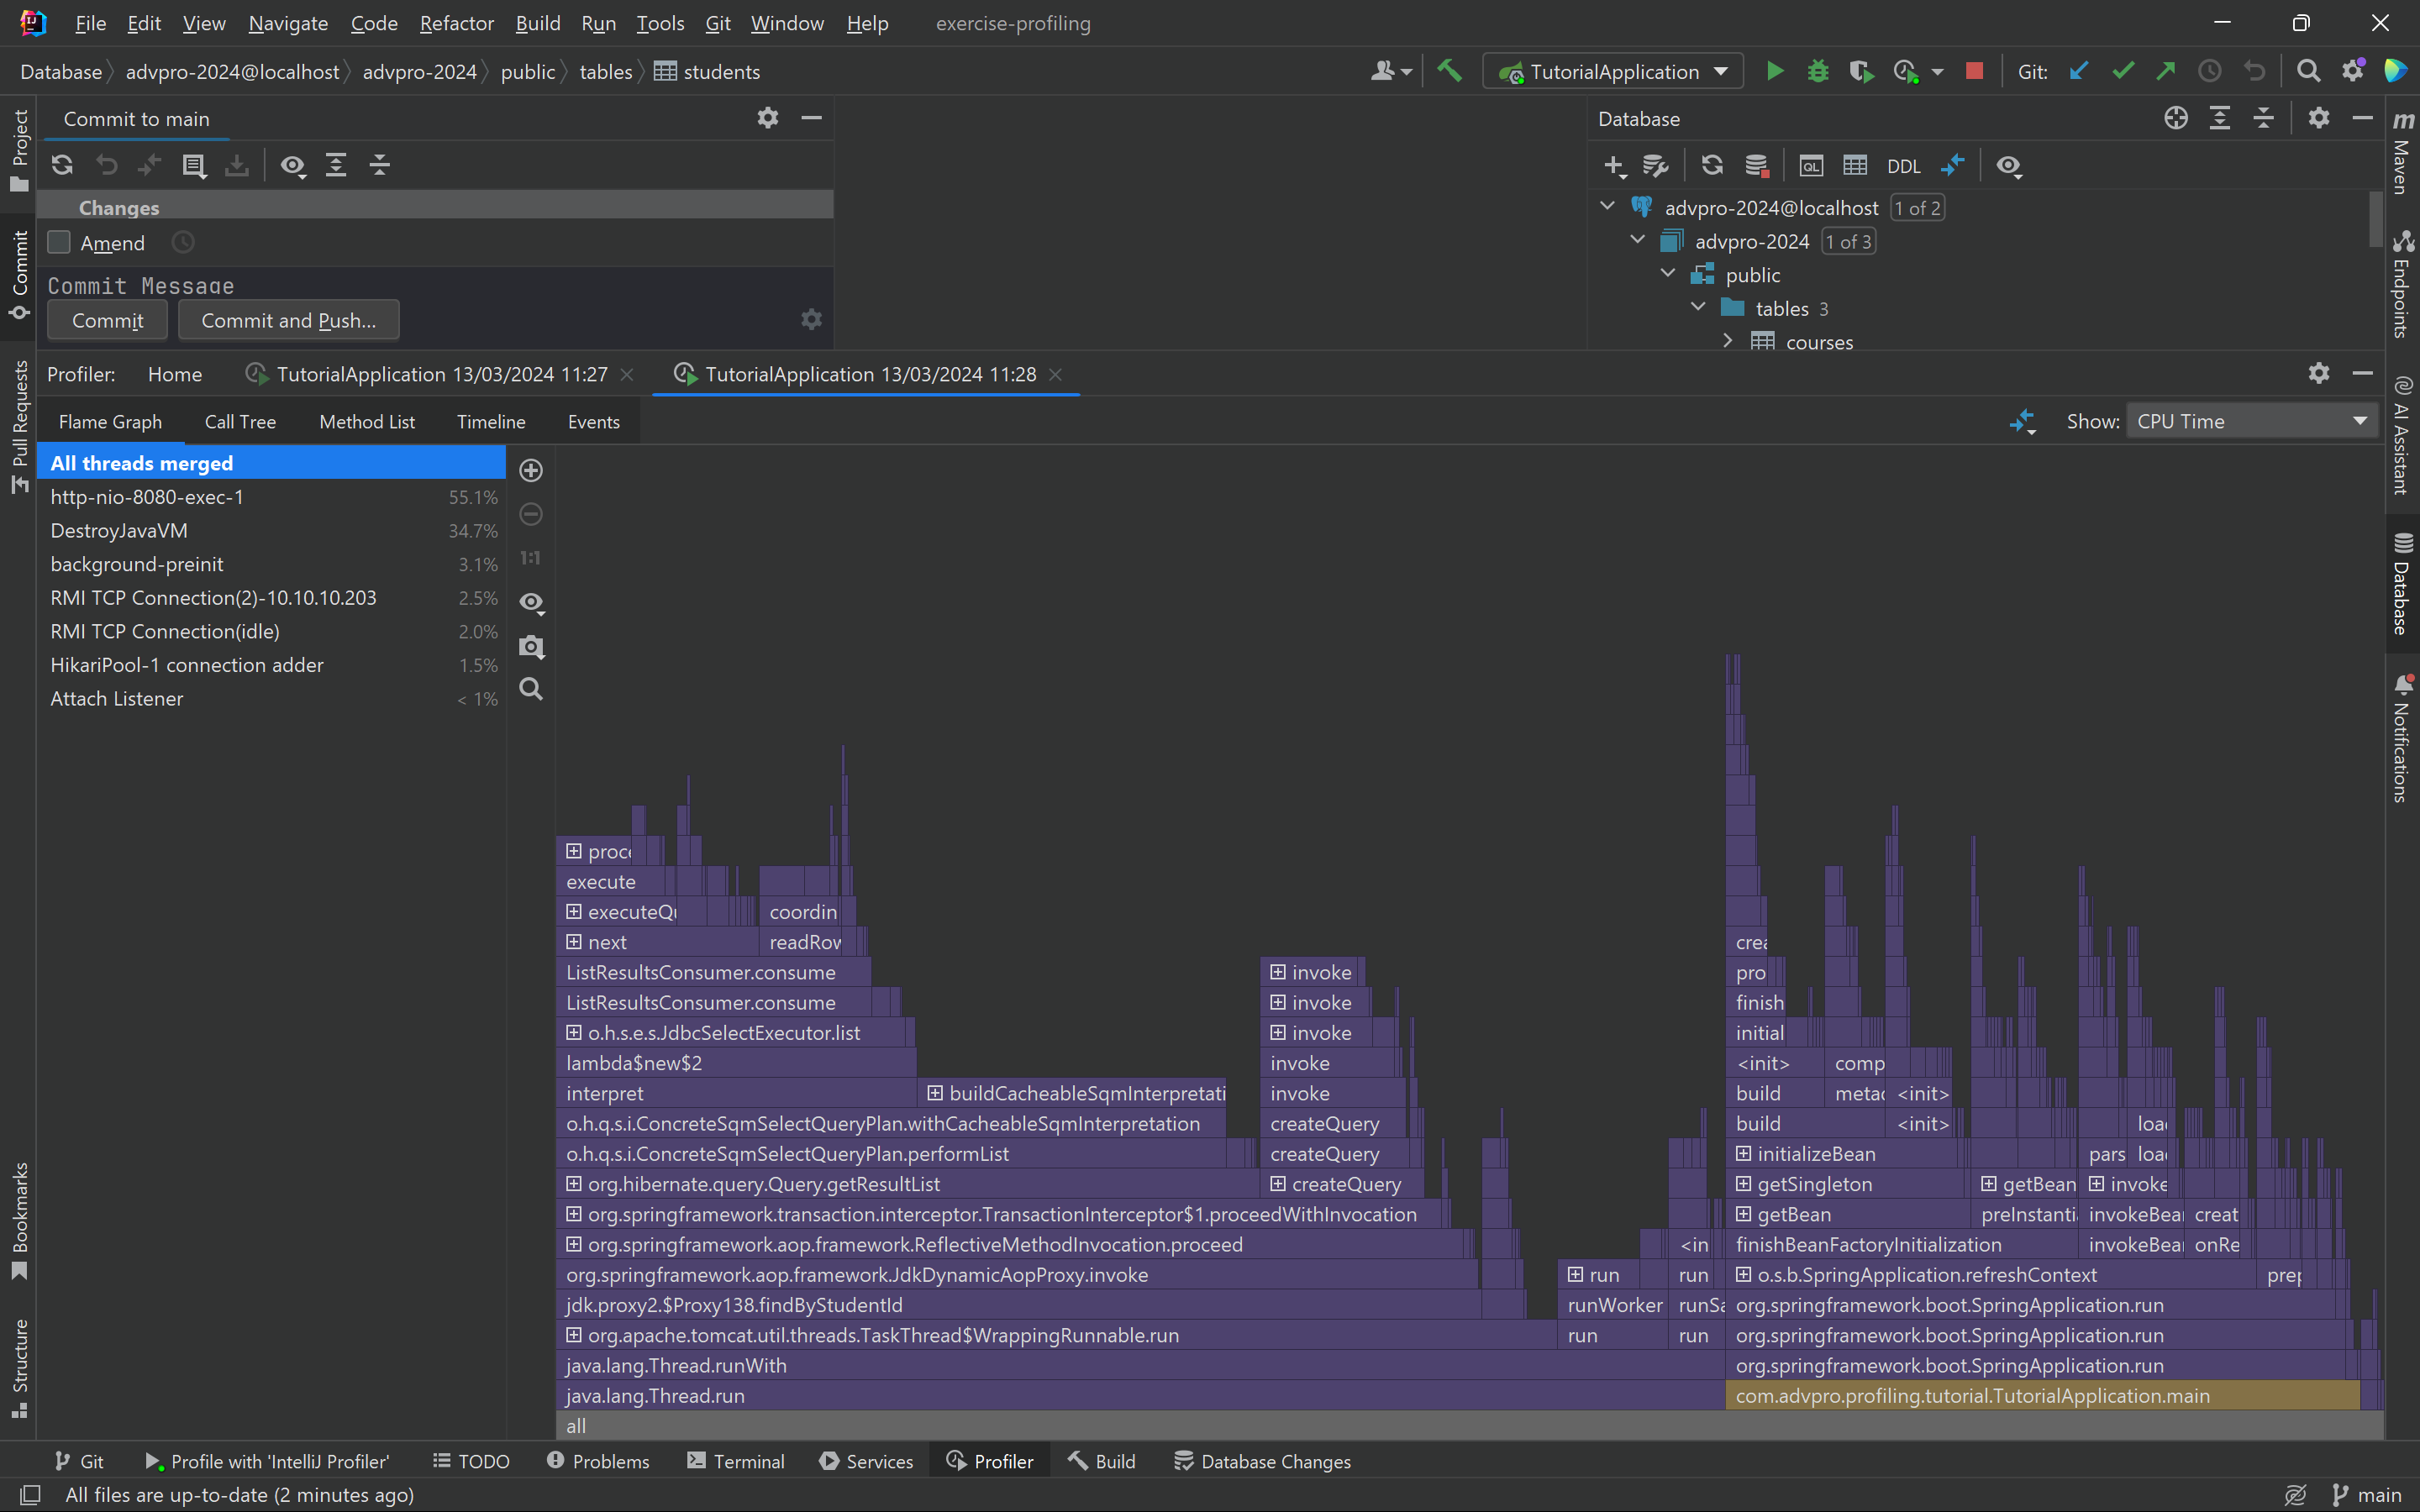 File Edit View Navigate Code Refactor Build Run Tools Git Window Help exercise-profiling
Database advpro-2024@localhost advpro-2024 public tables students
TutorialApplication
Git:
Project
Commit
Pull Requests
Bookmarks
Structure
Commit to main
Changes
Amend
Commit Message
Commit Commit and Push...
Database
DDL
advpro-2024@localhost 1 of 2
advpro-2024 1 of 3
public
tables 3
courses
Maven
Endpoints
AI Assistant
Database
Notifications
Profiler: Home TutorialApplication 13/03/2024 11:27 TutorialApplication 13/03/2024 11:28
Flame Graph Call Tree Method List Timeline Events
Show: CPU Time
All threads merged
http-nio-8080-exec-1 55.1%
DestroyJavaVM 34.7%
background-preinit 3.1%
RMI TCP Connection(2)-10.10.10.203 2.5%
RMI TCP Connection(idle) 2.0%
HikariPool-1 connection adder 1.5%
Attach Listener < 1%
1:1
proce
execute
executeQu coordin
next readRow crea
ListResultsConsumer.consume invoke pro
ListResultsConsumer.consume invoke finish
o.h.s.e.s.JdbcSelectExecutor.list invoke initial
lambda$new$2 invoke <init> comp
interpret buildCacheableSqmInterpretati invoke build metad <init>
o.h.q.s.i.ConcreteSqmSelectQueryPlan.withCacheableSqmInterpretation createQuery build <init> load
o.h.q.s.i.ConcreteSqmSelectQueryPlan.performList createQuery initializeBean pars load
org.hibernate.query.Query.getResultList createQuery getSingleton getBean invoke
org.springframework.transaction.interceptor.TransactionInterceptor$1.proceedWithInvocation getBean preInstanti invokeBea creat
org.springframework.aop.framework.ReflectiveMethodInvocation.proceed <in finishBeanFactoryInitialization invokeBea onRe
org.springframework.aop.framework.JdkDynamicAopProxy.invoke run run o.s.b.SpringApplication.refreshContext prep
jdk.proxy2.$Proxy138.findByStudentId runWorker runSa org.springframework.boot.SpringApplication.run
org.apache.tomcat.util.threads.TaskThread$WrappingRunnable.run run run org.springframework.boot.SpringApplication.run
java.lang.Thread.runWith org.springframework.boot.SpringApplication.run
java.lang.Thread.run com.advpro.profiling.tutorial.TutorialApplication.main
all
Git Profile with 'IntelliJ Profiler' TODO Problems Terminal Services Profiler Build Database Changes
All files are up-to-date (2 minutes ago) main